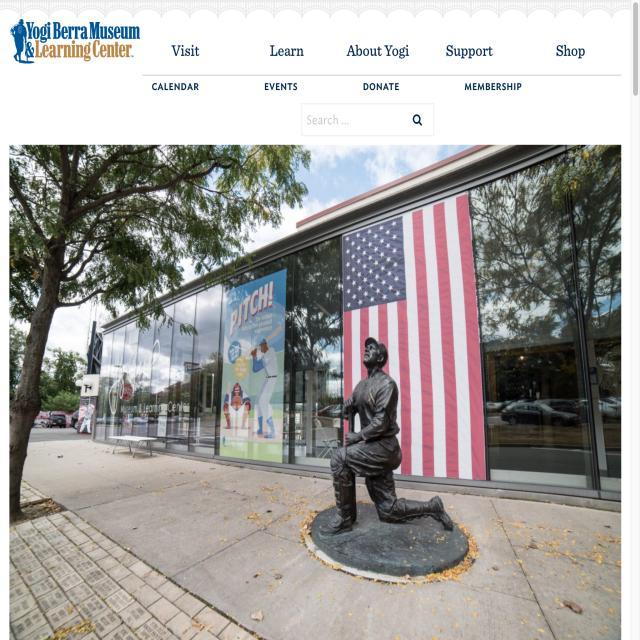 Yogi Berra Museum
& Learning Center.
Visit
Learn
About Yogi
Support
Shop
CALENDAR
EVENTS
DONATE
MEMBERSHIP
Search ...
PITCH!